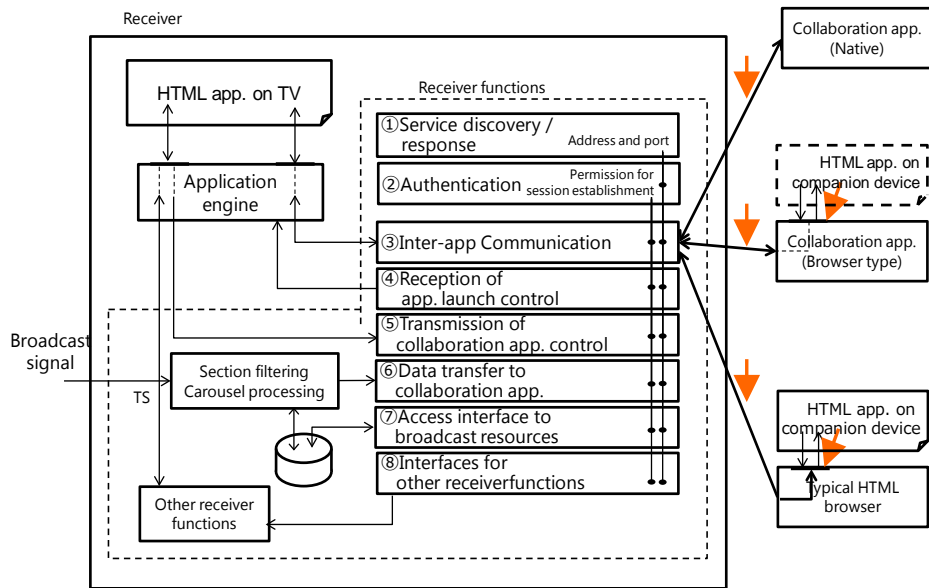 Receiver
HTML app. on TV
Application
engine
Receiver functions
①Service discovery /
response
Address and port
②Authentication
Permission for
session establishment
③Inter-app Communication
④Reception of
app. launch control
⑤Transmission of
collaboration app. control
⑥Data transfer to
collaboration app.
⑦Access interface to
broadcast resources
⑧Interfaces for
other receiverfunctions
Broadcast
signal
TS
Section filtering
Carousel processing
Other receiver
functions
Collaboration app.
(Native)
HTML app. on
companion device
Collaboration app.
(Browser type)
HTML app. on
companion device
Typical HTML
browser